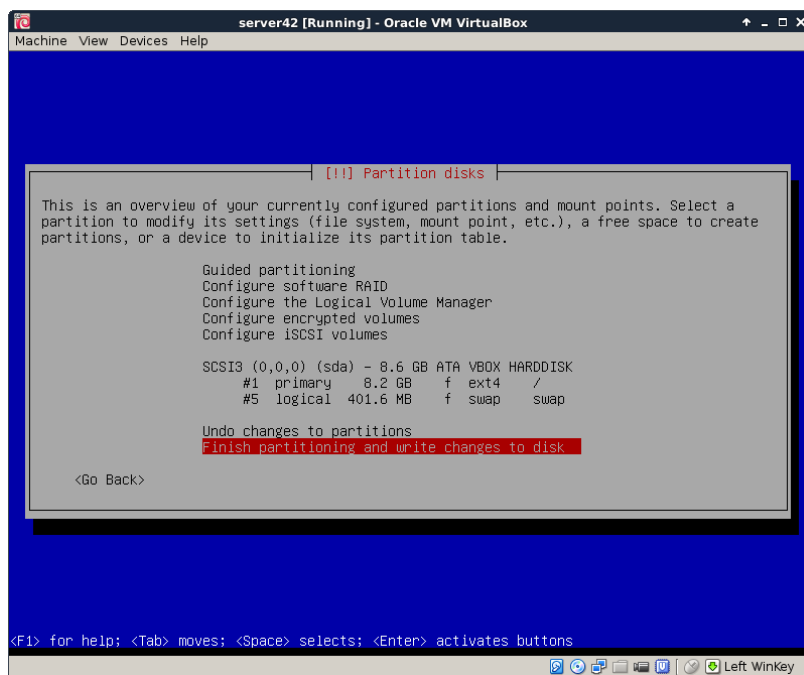 server42 [Running] - Oracle VM VirtualBox
Machine View Devices Help
[!!] Partition disks
This is an overview of your currently configured partitions and mount points. Select a
partition to modify its settings (file system, mount point, etc.), a free space to create
partitions, or a device to initialize its partition table.
Guided partitioning
Configure software RAID
Configure the Logical Volume Manager
Configure encrypted volumes
Configure iSCSI volumes
SCSI3 (0,0,0) (sda) - 8.6 GB ATA VBOX HARDDISK
#1 primary 8.2 GB f ext4 /
#5 logical 401.6 MB f swap swap
Undo changes to partitions
Finish partitioning and write changes to disk
<Go Back>
<F1> for help; <Tab> moves; <Space> selects; <Enter> activates buttons
Left WinKey